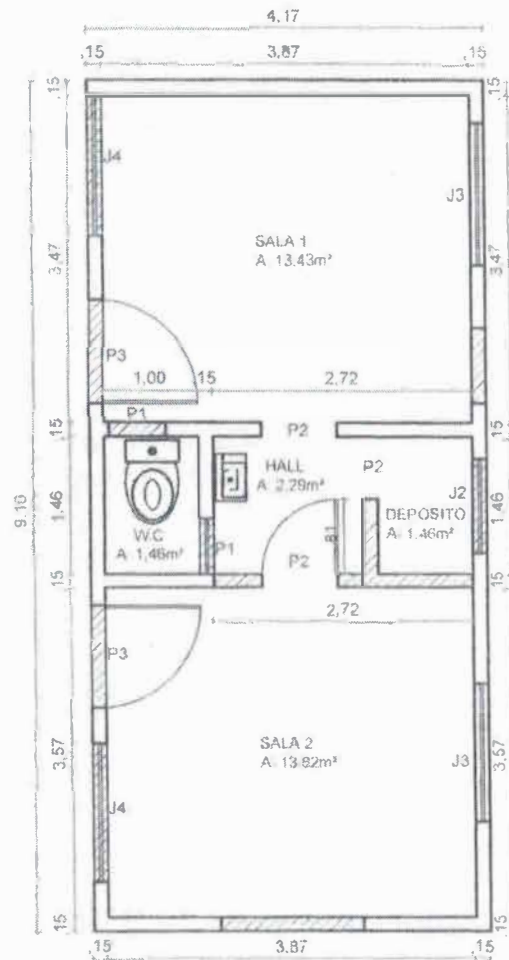 4.17
,15 3,87 ,15
,15 ,15
J4
J3
SALA 1
A 13.43m²
3.47 3.47
P3
1,00 15 2,72
P1
15 P2 15
HALL P2
A 2.29m²
J2
DEPOSITO
A 1.46m²
9.16
1.46 1.46
W.C
A 1,46m²
P1
81
P2
15 15
2,72
P3
SALA 2
A 13.82m²
J3
3,57 3.57
J4
,15 15
,15 3.87 ,15